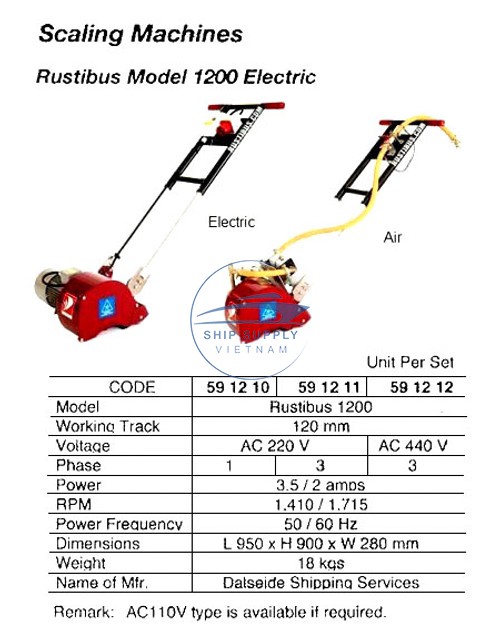 Scaling Machines
Rustibus Model 1200 Electric
RUSTIBUS.COM
RUSTIBUS.COM
Electric
Air
SHIP SUPPLY
VIETNAM
Unit Per Set
CODE 59 12 10 59 12 11 59 12 12
Model Rustibus 1200
Working Track 120 mm
Voltage AC 220 V AC 440 V
Phase 1 3 3
Power 3.5 / 2 amps
RPM 1.410 / 1.715
Power Frequency 50 / 60 Hz
Dimensions L 950 x H 900 x W 280 mm
Weight 18 kgs
Name of Mfr. Dalseide Shipping Services
Remark: AC110V type is available if required.